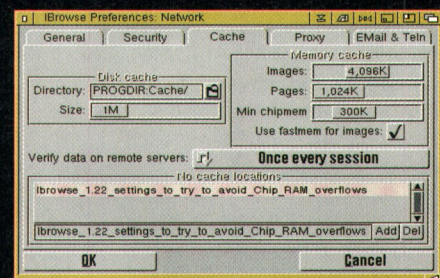 IBrowse Preferences: Network
General Security Cache Proxy EMail & Teln
Disk cache
Directory: PROGDIR:Cache/
Size: 1M
Memory cache
Images: 4,096K
Pages: 1,024K
Min chipmem 300K
Use fastmem for images:
Verify data on remote servers: Once every session
No cache locations
Ibrowse_1.22_settings_to_try_to_avoid_Chip_RAM_overflows
Ibrowse_1.22_settings_to_try_to_avoid_Chip_RAM_overflows Add Del
OK Cancel